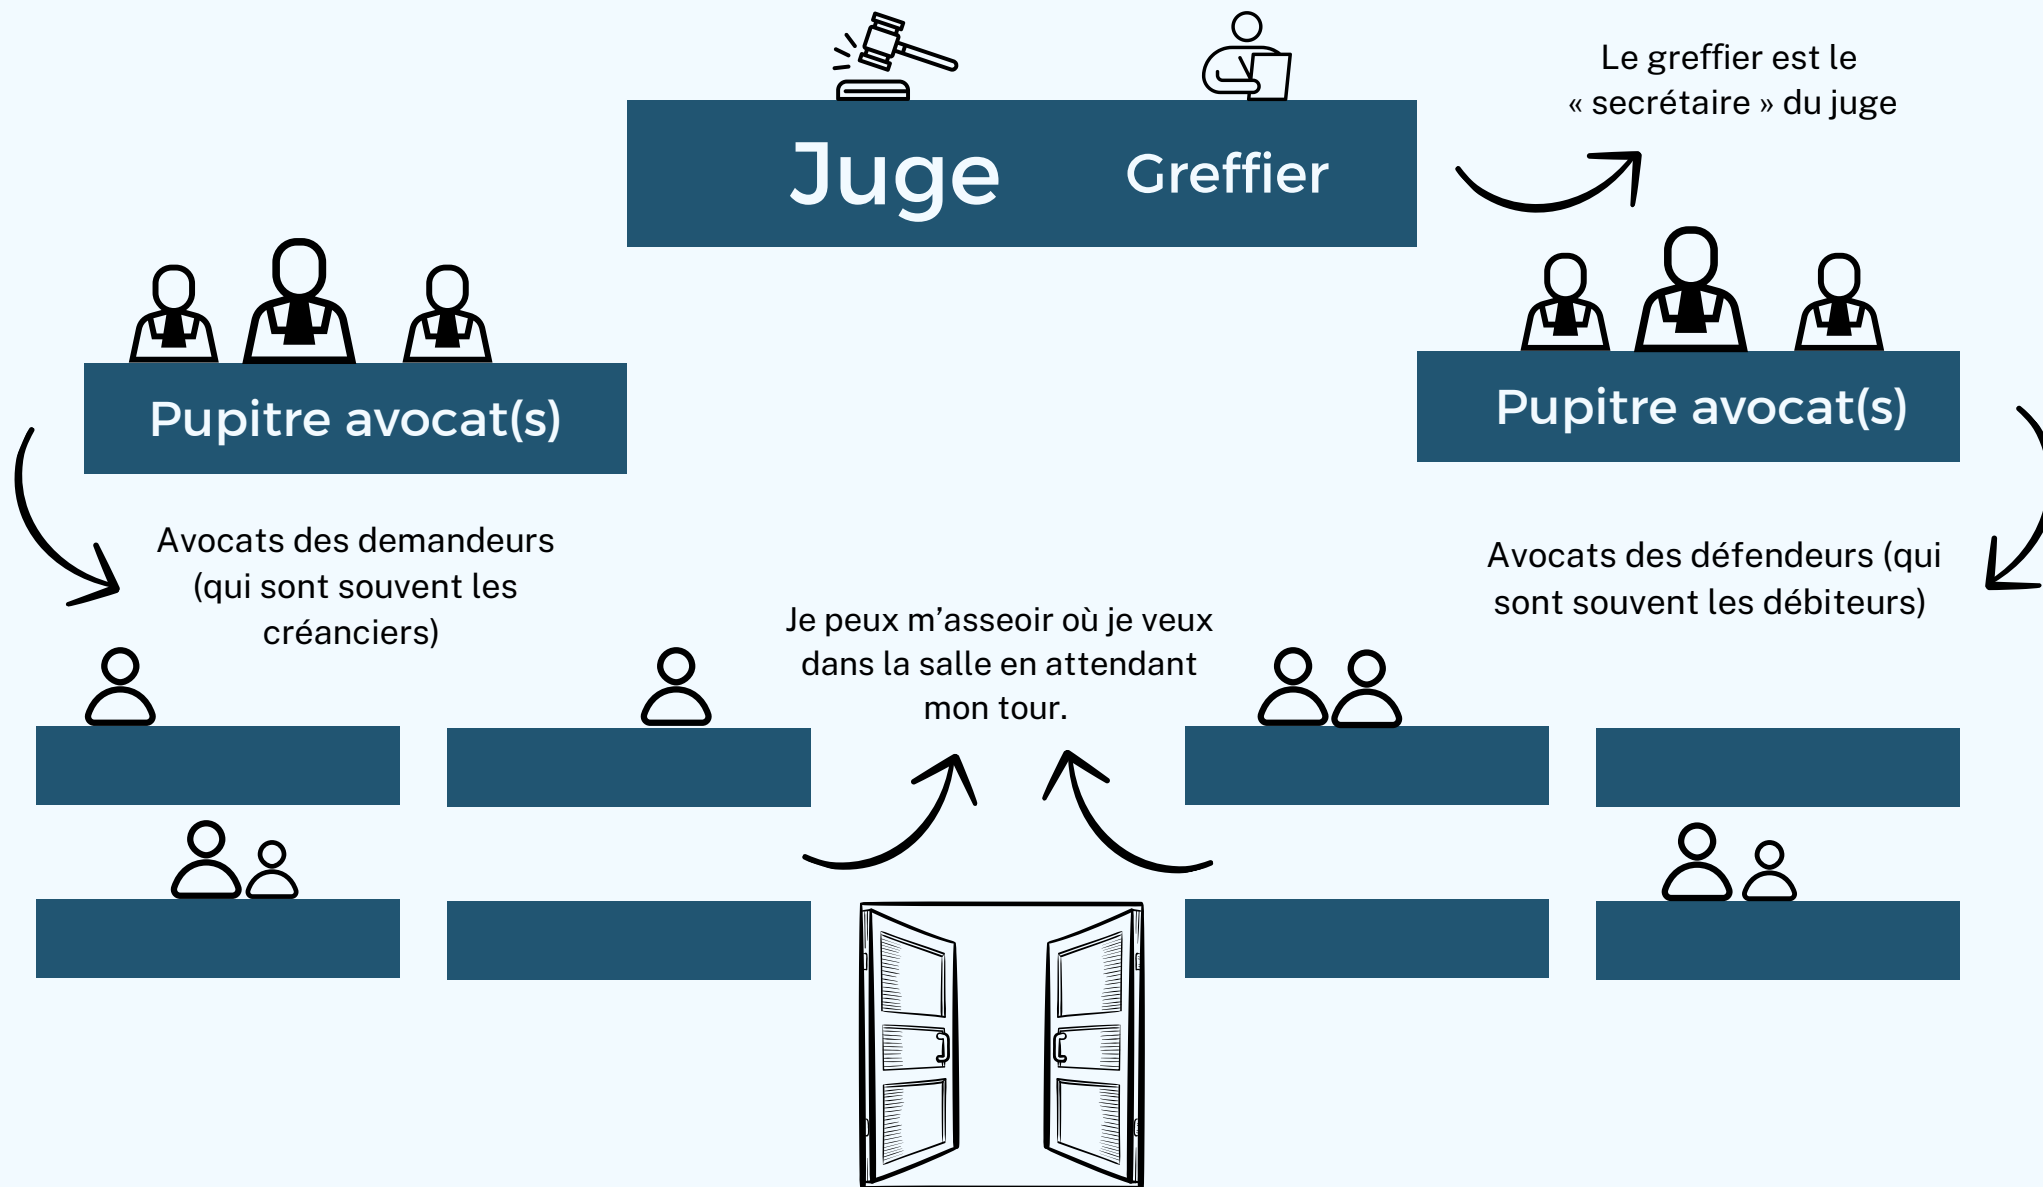 Le greffier est le
« secrétaire » du juge
Juge
Greffier
Pupitre avocat(s)
Pupitre avocat(s)
Avocats des demandeurs
(qui sont souvent les
créanciers)
Avocats des défendeurs (qui
sont souvent les débiteurs)
Je peux m’asseoir où je veux
dans la salle en attendant
mon tour.